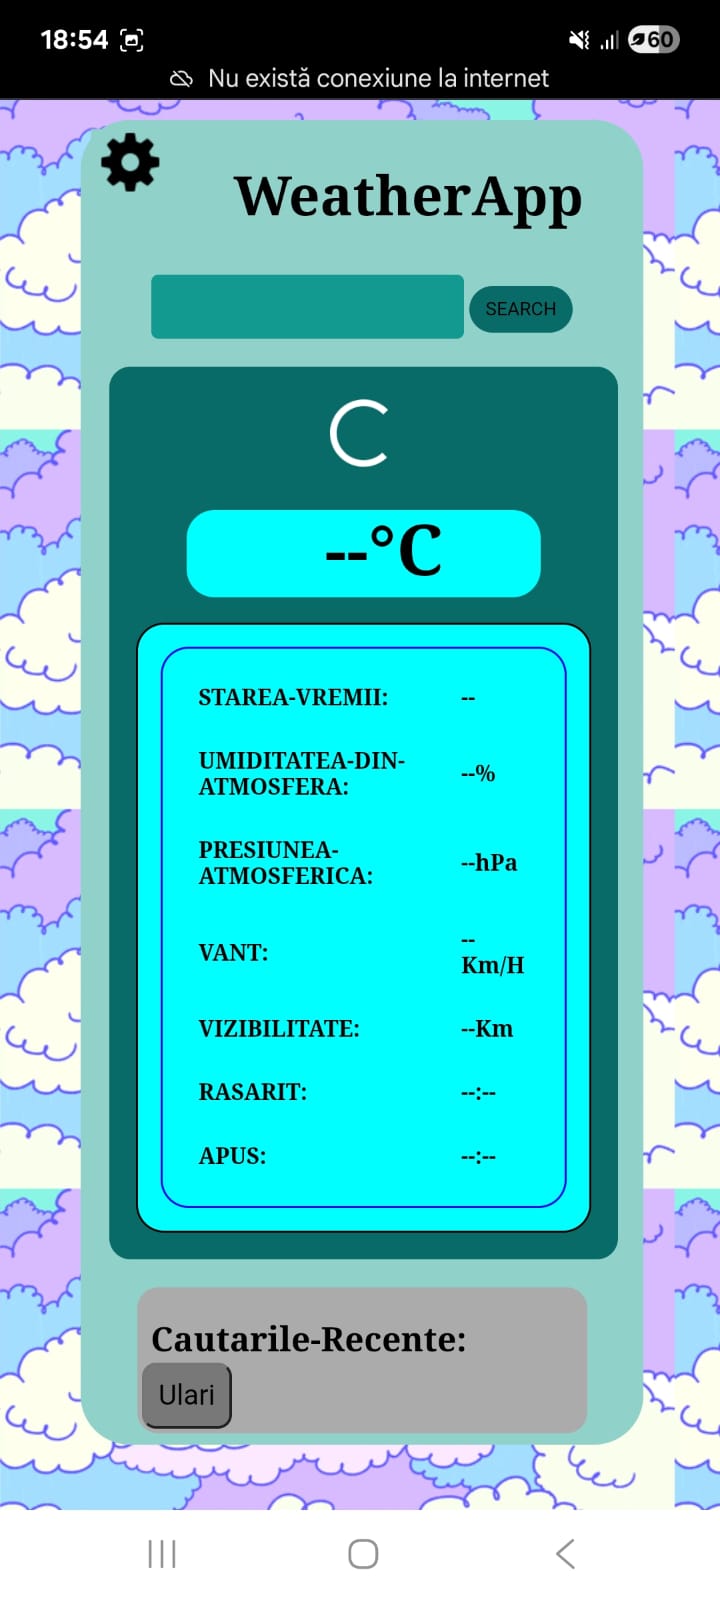 18:54
60
Nu există conexiune la internet
WeatherApp
SEARCH
--°C
STAREA-VREMII: --
UMIDITATEA-DIN-
ATMOSFERA: --%
PRESIUNEA-
ATMOSFERICA: --hPa
VANT: --
Km/H
VIZIBILITATE: --Km
RASARIT: --:--
APUS: --:--
Cautarile-Recente:
Ulari